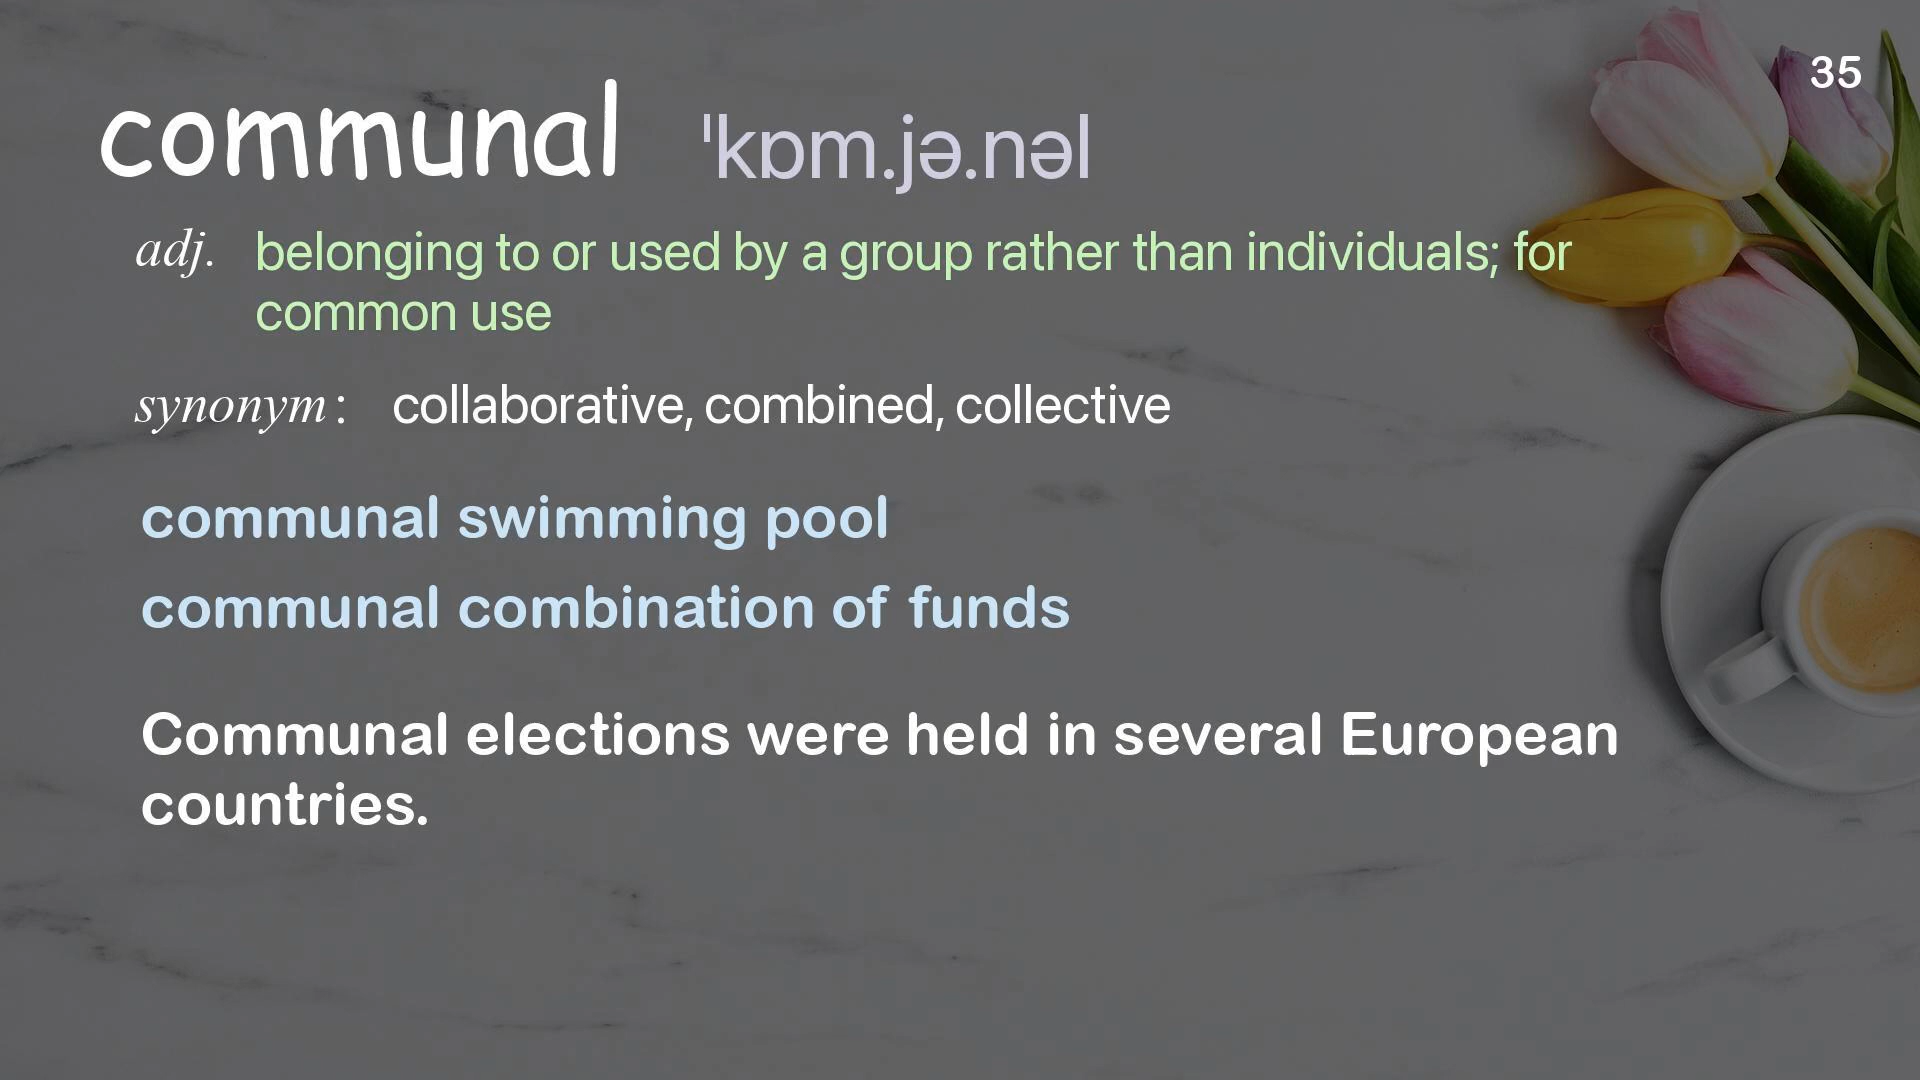 35
communal ˈkɒm.jə.nəl
adj. belonging to or used by a group rather than individuals; for
common use
synonym: collaborative, combined, collective
communal swimming pool
communal combination of funds
Communal elections were held in several European
countries.